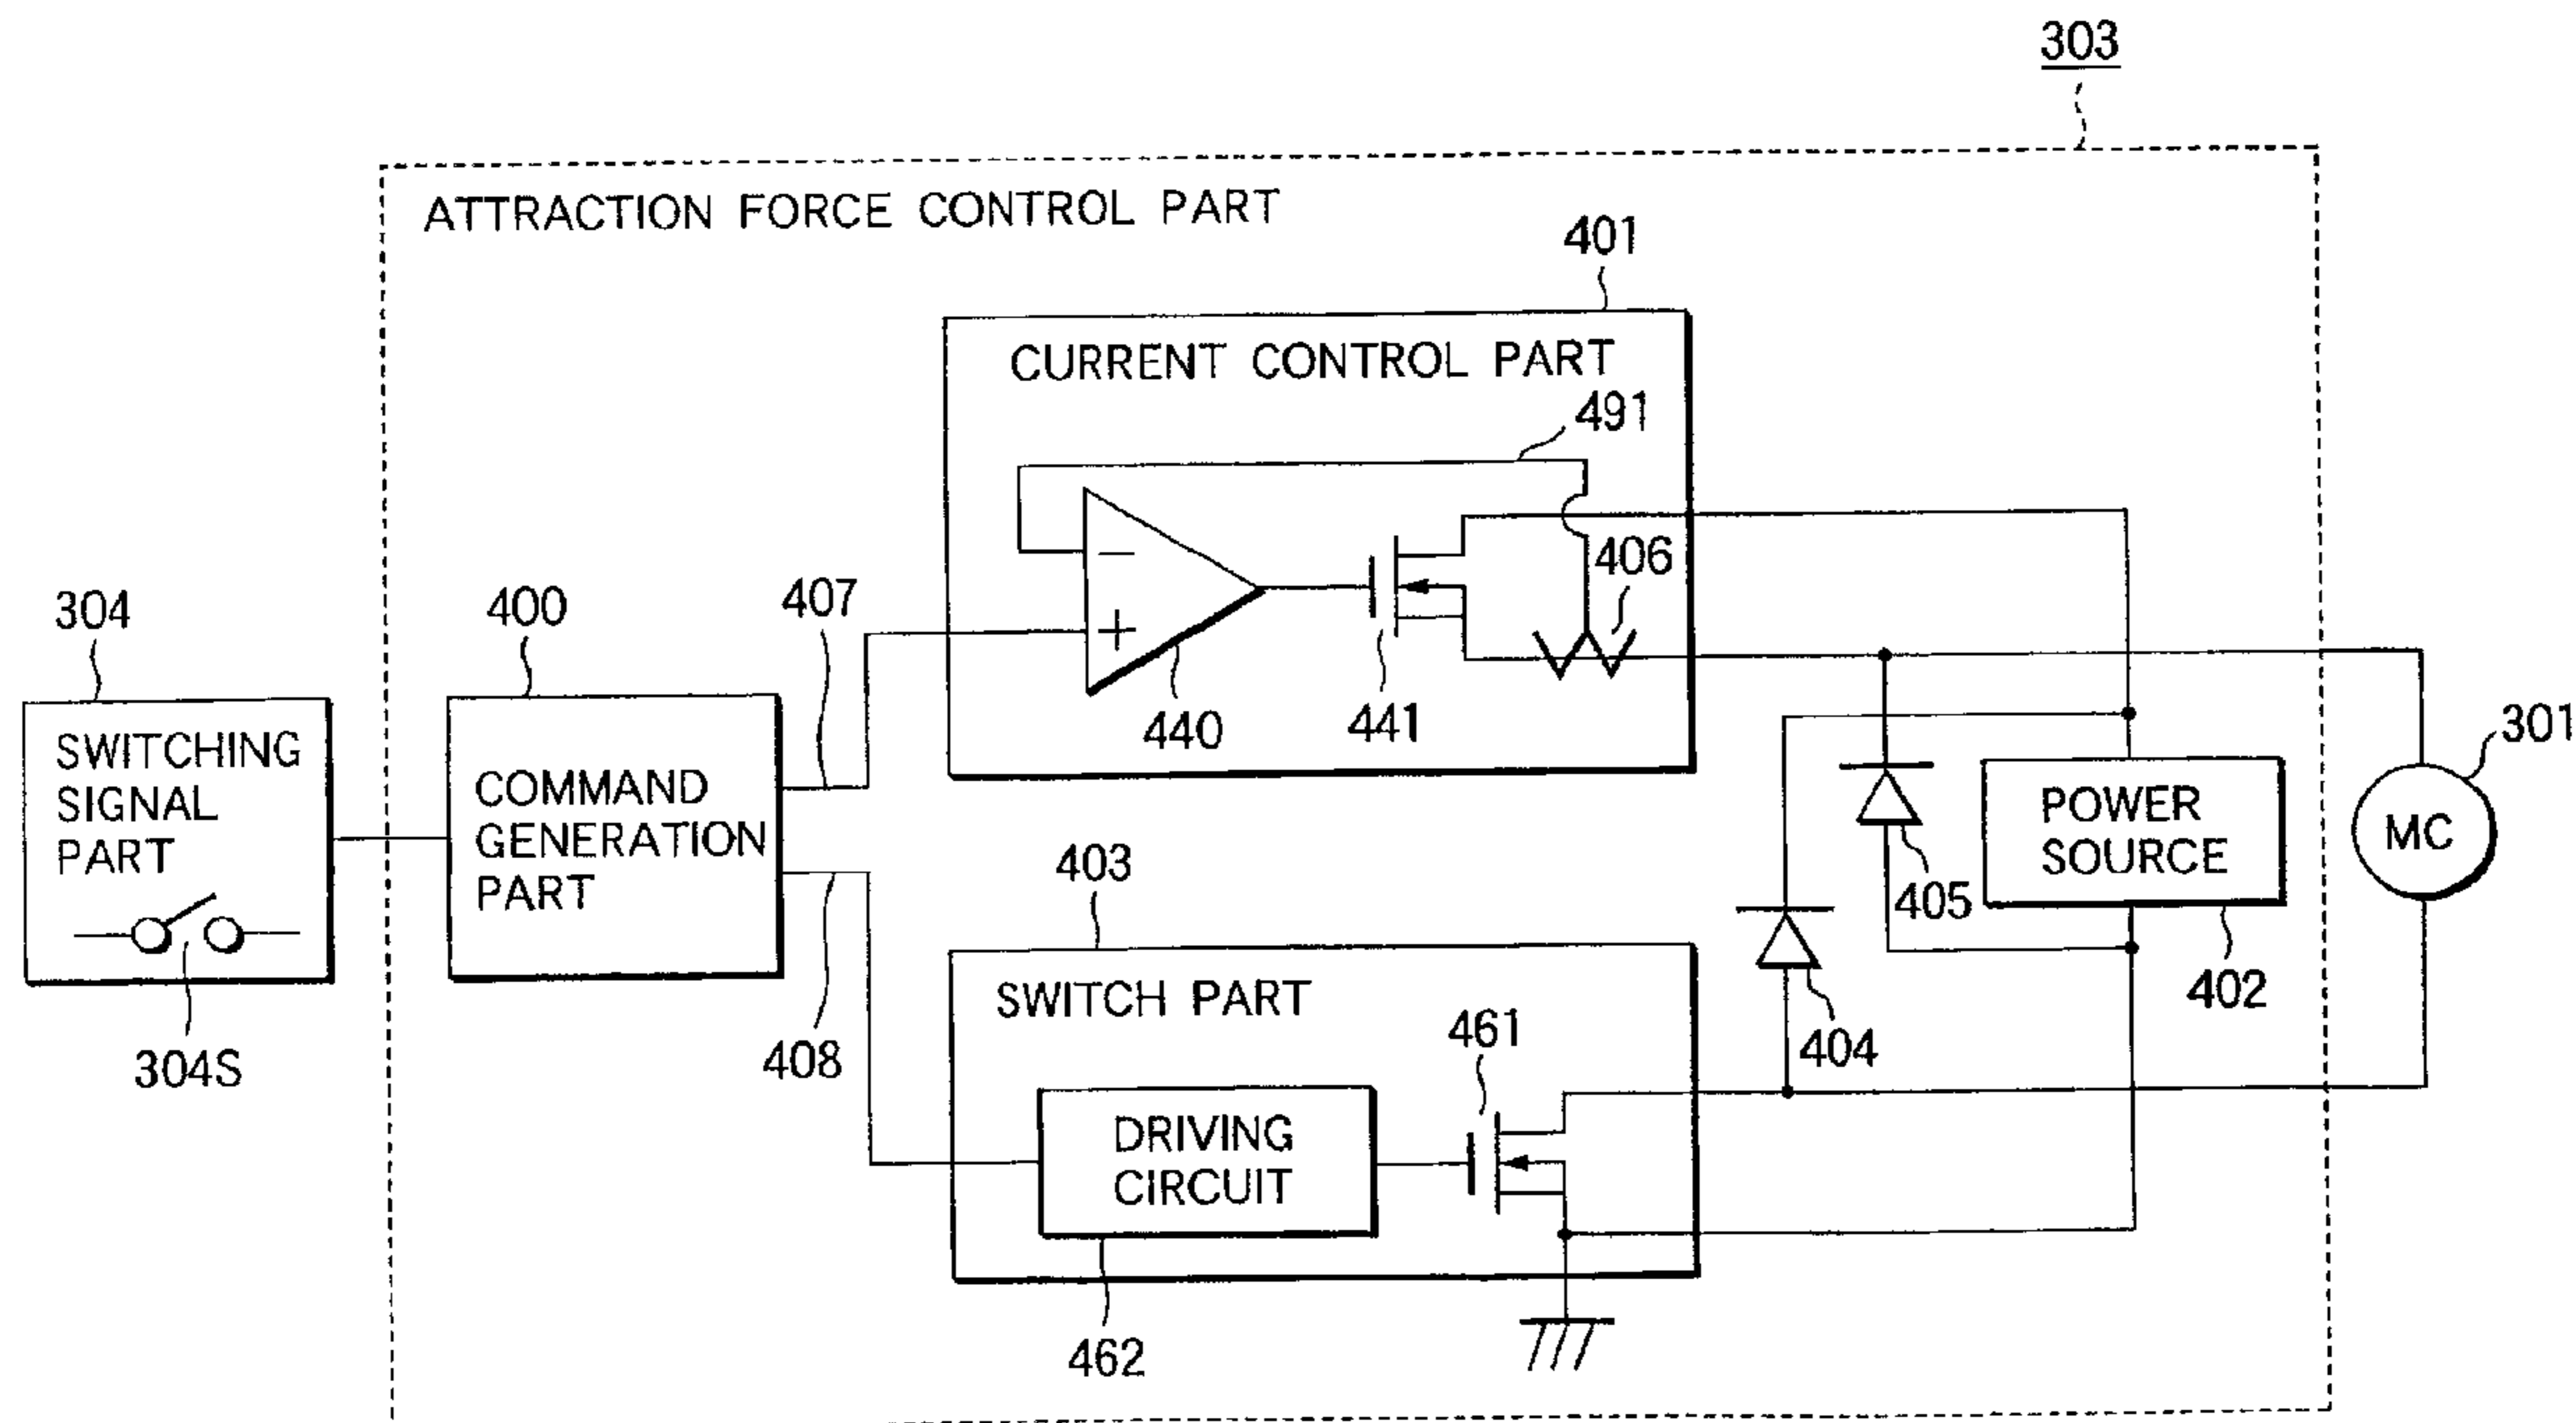 303
ATTRACTION FORCE CONTROL PART
401
CURRENT CONTROL PART
491
406
−
+
440
441
304
SWITCHING
SIGNAL
PART
304S
400
COMMAND
GENERATION
PART
407
408
403
SWITCH PART
461
DRIVING
CIRCUIT
462
404
405
POWER
SOURCE
402
301
MC